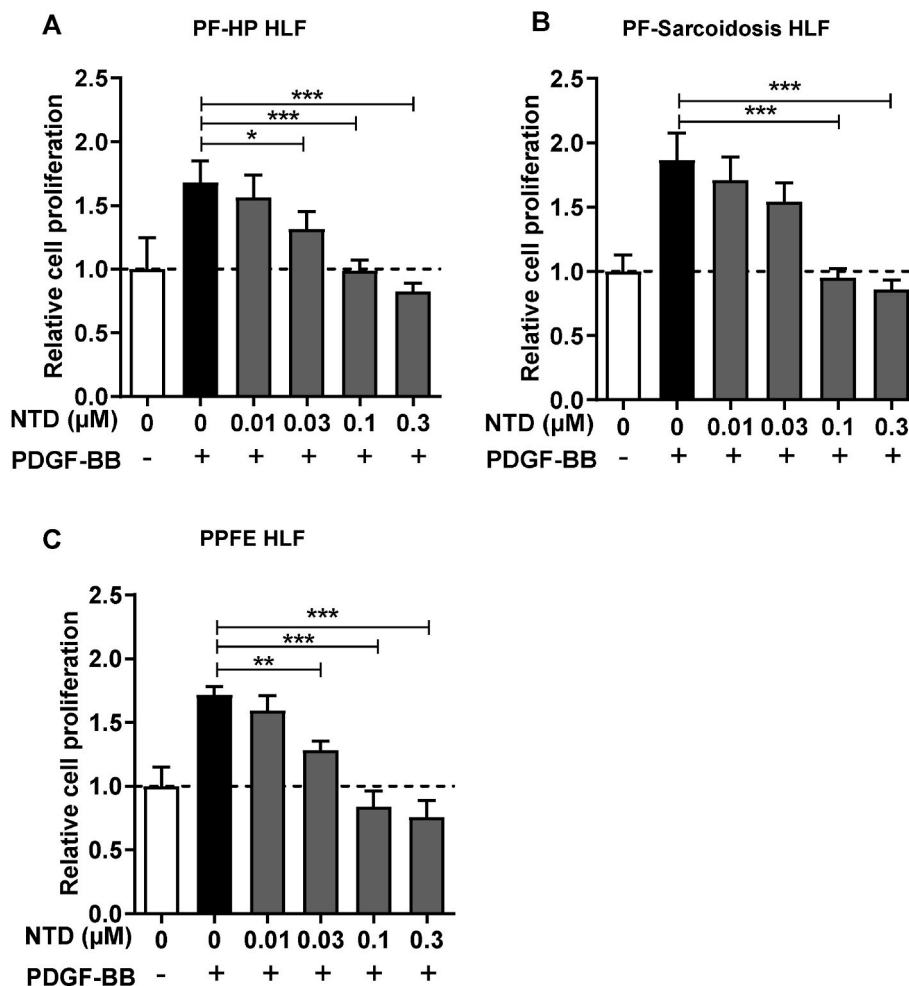 A
PF-HP HLF
Relative cell proliferation
2.5
2.0
1.5
1.0
0.5
0.0
***
***
*
NTD (µM) 0 0 0.01 0.03 0.1 0.3
PDGF-BB - + + + + +
B
PF-Sarcoidosis HLF
Relative cell proliferation
2.5
2.0
1.5
1.0
0.5
0.0
***
***
NTD (µM) 0 0 0.01 0.03 0.1 0.3
PDGF-BB - + + + + +
C
PPFE HLF
Relative cell proliferation
2.5
2.0
1.5
1.0
0.5
0.0
***
***
**
NTD (µM) 0 0 0.01 0.03 0.1 0.3
PDGF-BB - + + + + +